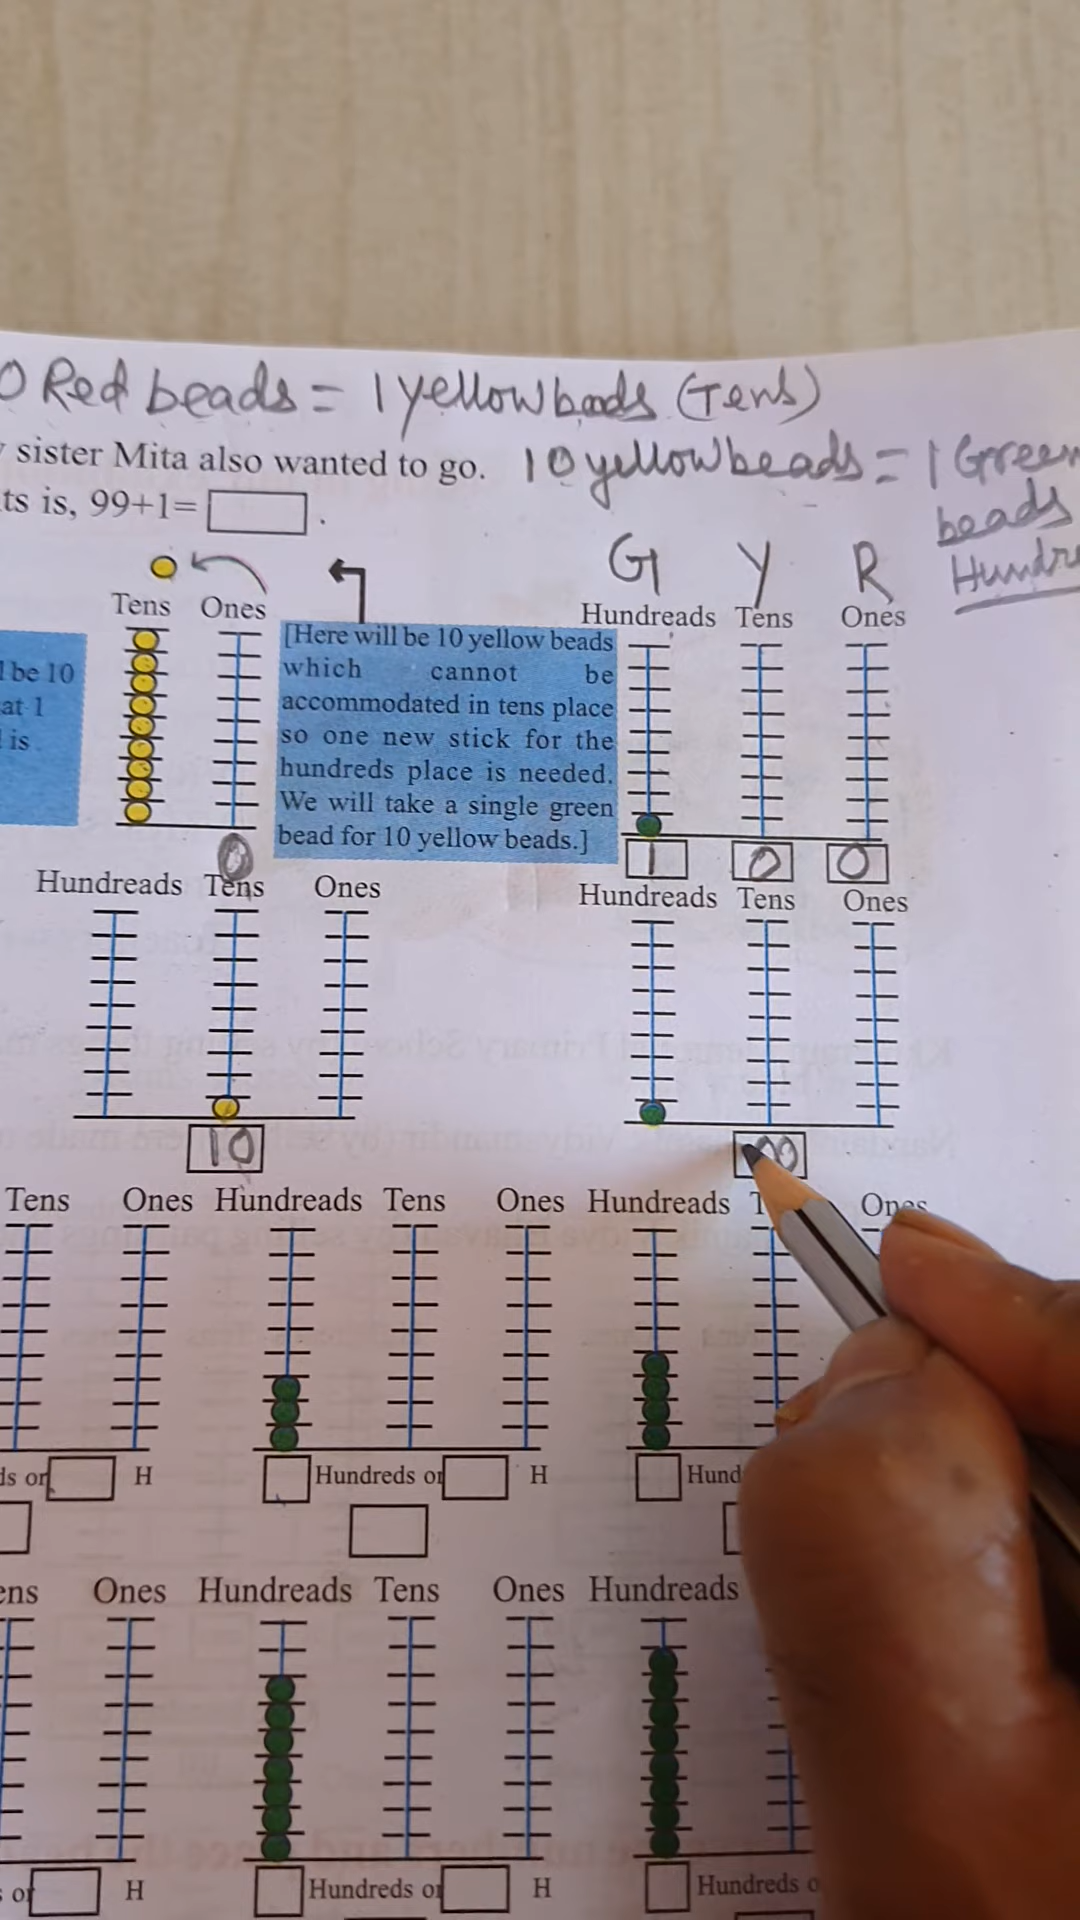 0 Red beads = 1 yellow beads (Tens)
sister Mita also wanted to go. 10 yellow beads = 1 Green
beads
ts is, 99+1=
G Y R
Tens Ones
Hundreads Tens Ones
l be 10
at 1
is
[Here will be 10 yellow beads
which cannot be
accommodated in tens place
so one new stick for the
hundreds place is needed.
We will take a single green
bead for 10 yellow beads.]
0
1 0 0
Hundreads Tens Ones
Hundreads Tens Ones
10
Tens Ones Hundreads Tens Ones Hundreads
H
Hundreds or H
Hund
Ones Hundreads Tens Ones Hundreads
H
Hundreds or H
Hundreds o